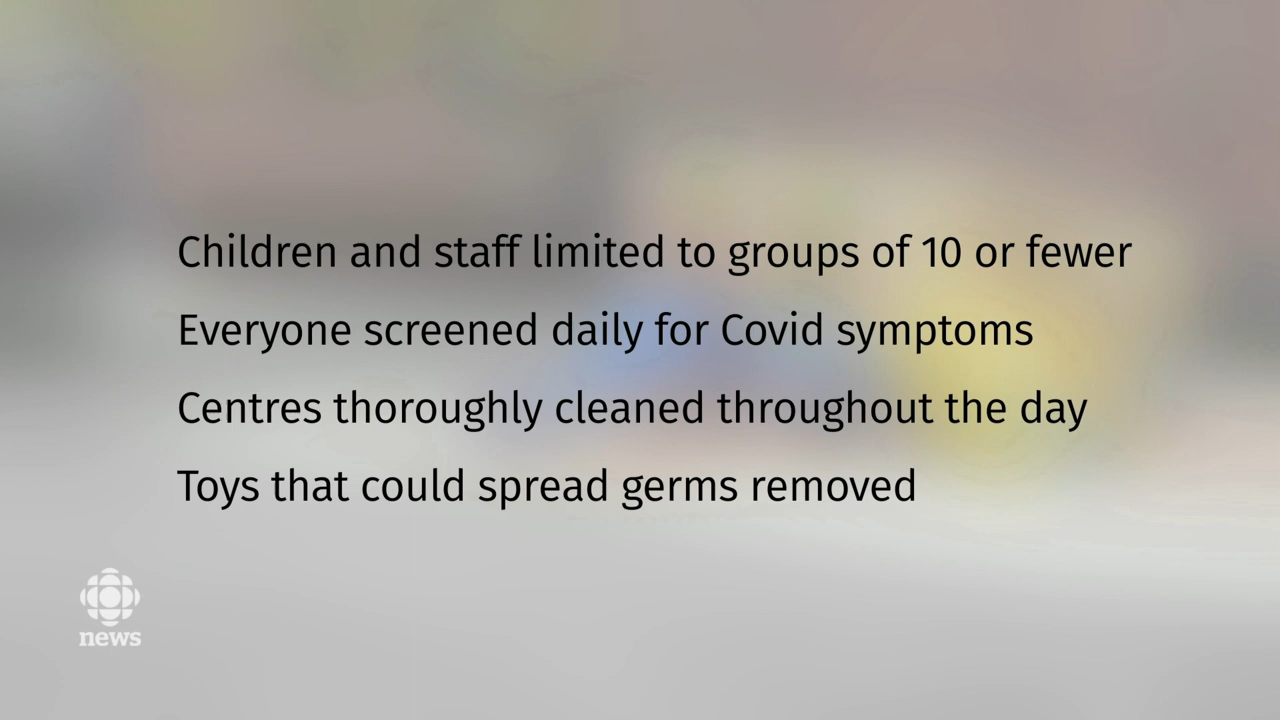 Children and staff limited to groups of 10 or fewer
Everyone screened daily for Covid symptoms
Centres thoroughly cleaned throughout the day
Toys that could spread germs removed
news